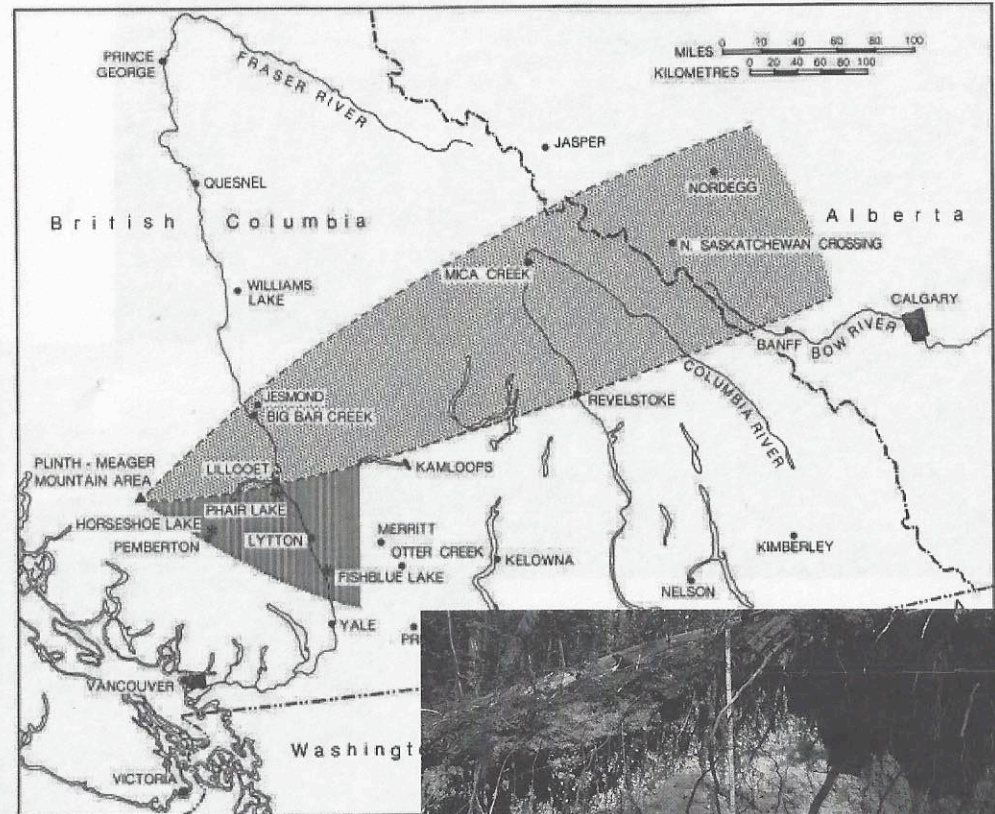 MILES 0 20 40 60 80 100
KILOMETRES 0 20 40 60 80 100
PRINCE
GEORGE
FRASER RIVER
JASPER
QUESNEL
NORDEGG
British Columbia
Alberta
N. SASKATCHEWAN CROSSING
MICA CREEK
WILLIAMS
LAKE
CALGARY
BANFF
BOW RIVER
COLUMBIA RIVER
JESMOND
BIG BAR CREEK
REVELSTOKE
PLINTH - MEAGER
MOUNTAIN AREA
LILLOOET
KAMLOOPS
PHAIR LAKE
HORSESHOE LAKE
PEMBERTON
LYTTON
MERRITT
OTTER CREEK
KELOWNA
KIMBERLEY
FISHBLUE LAKE
NELSON
YALE
PR
VANCOUVER
Washingt
VICTORIA